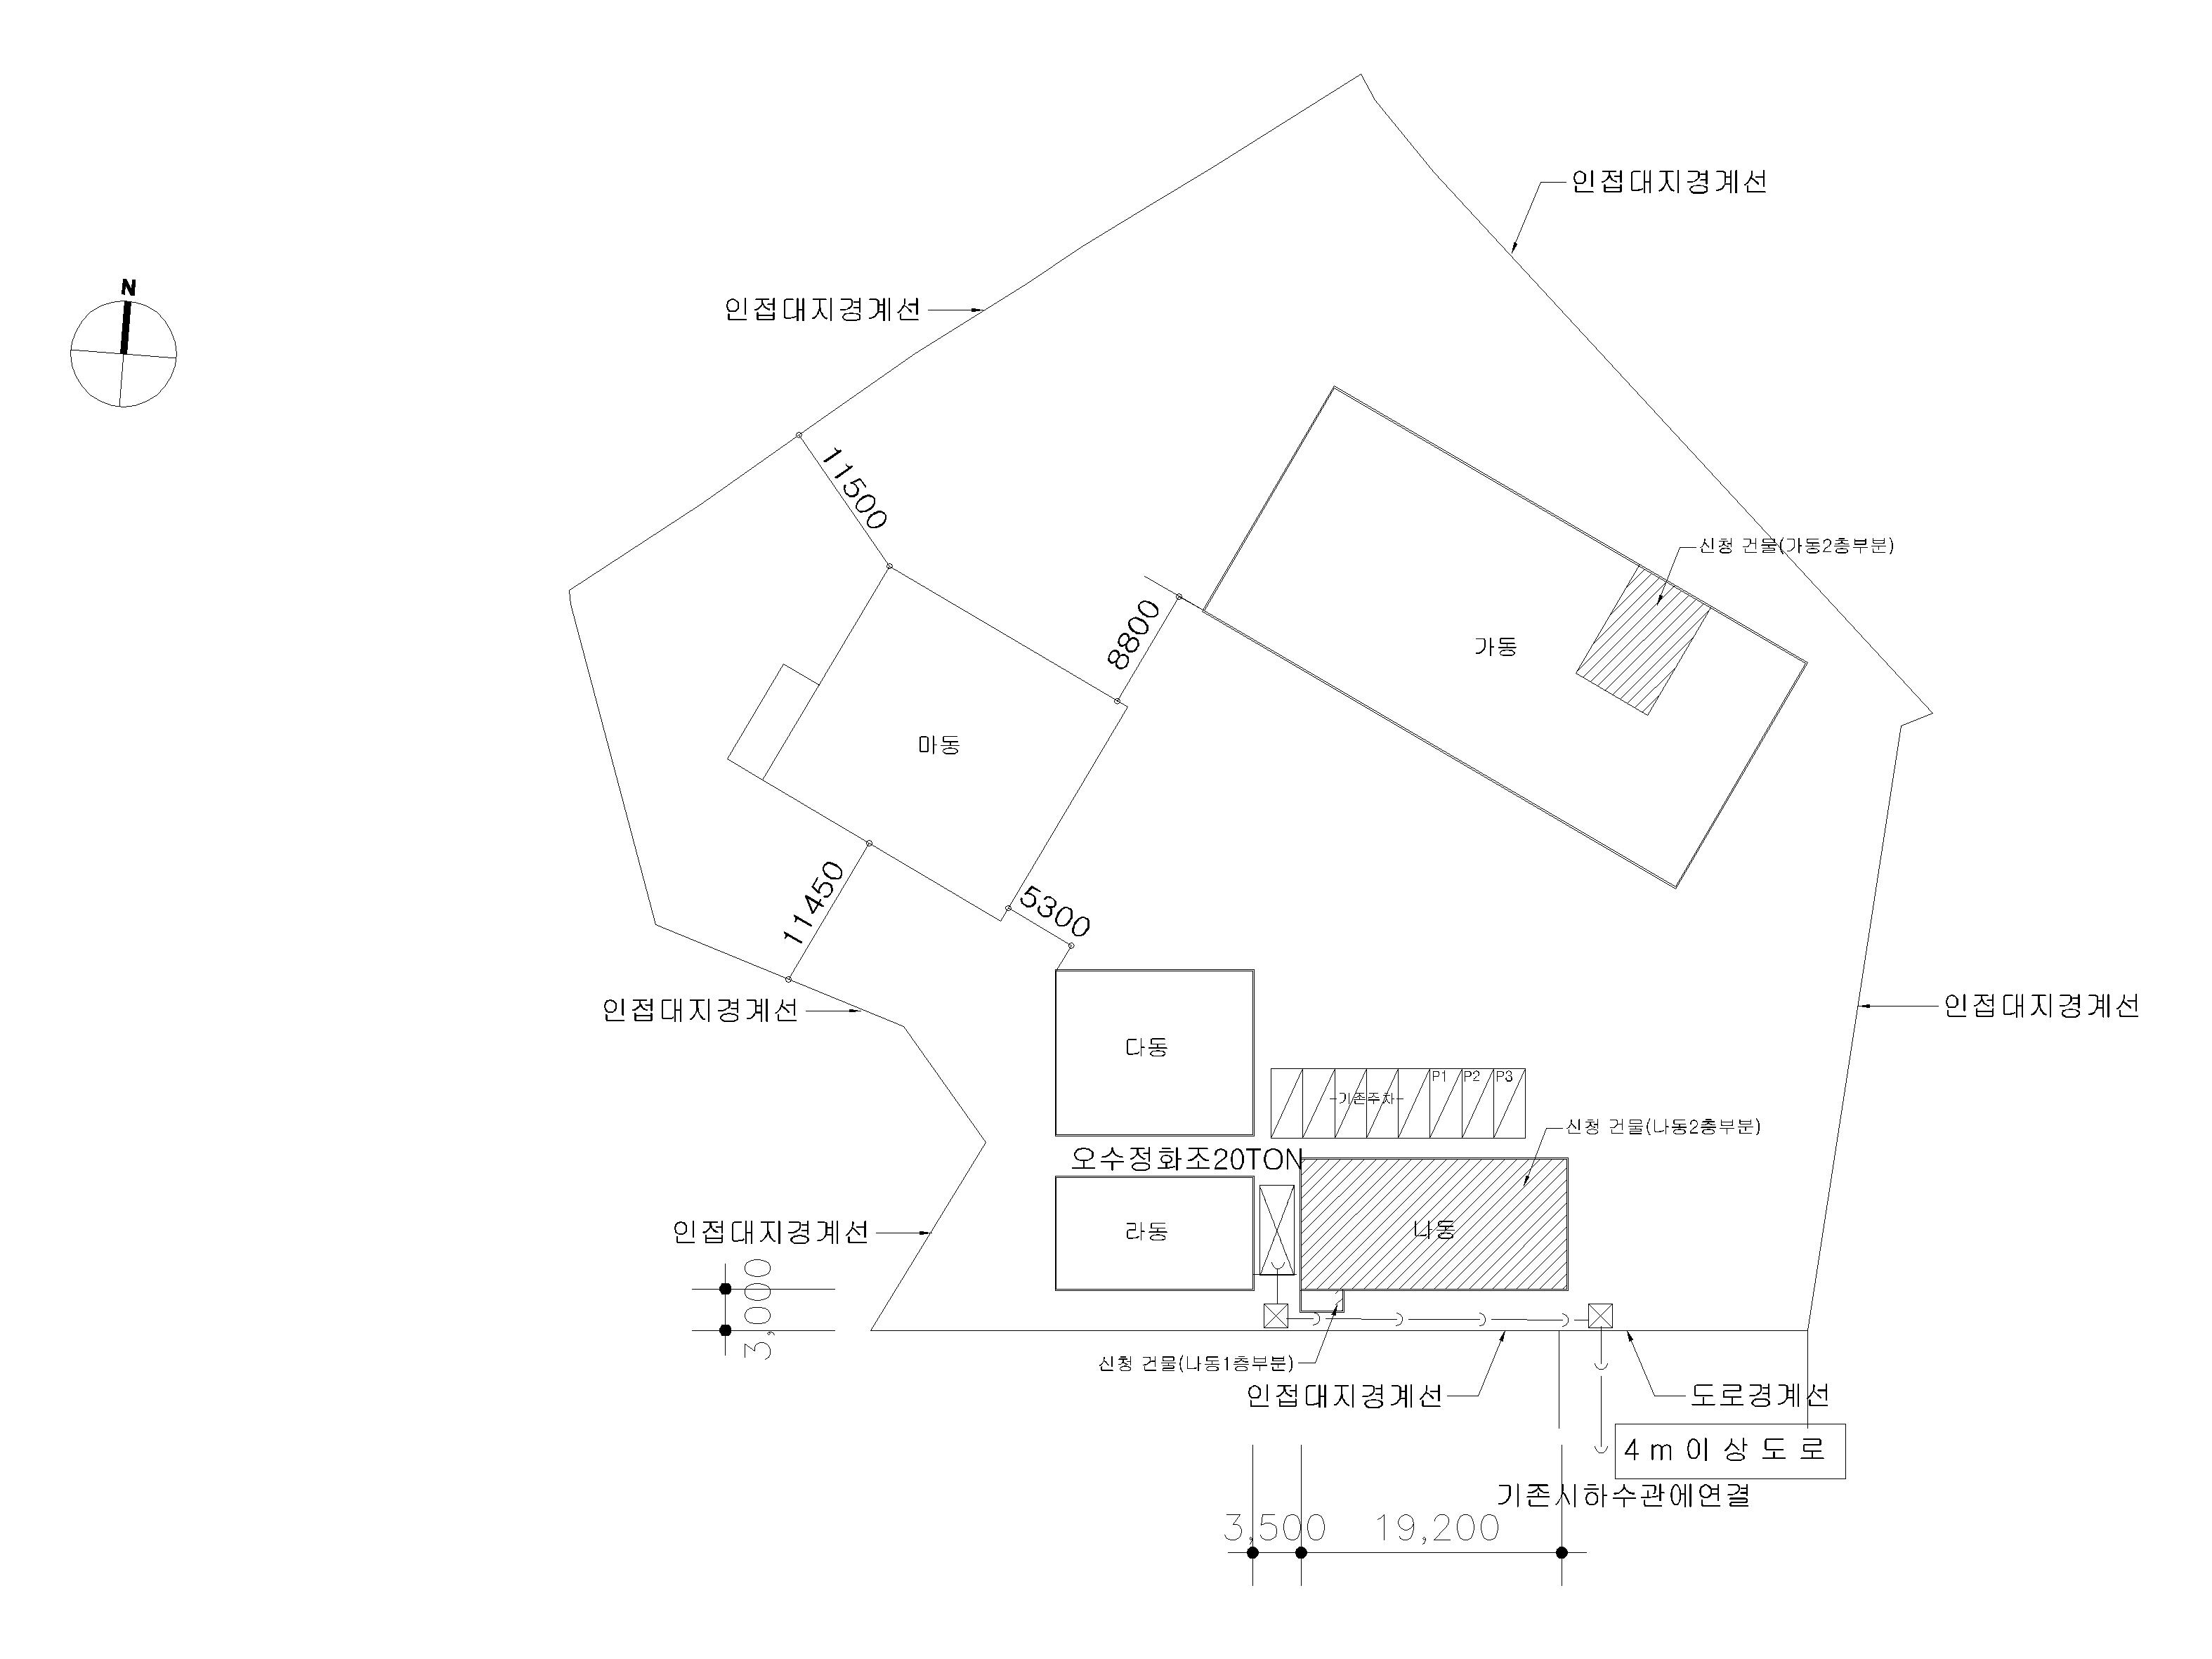 인접대지경계선
N
인접대지경계선
11500
신청 건물(가동2층부분)
8800
가동
마동
11450
5300
인접대지경계선
인접대지경계선
다동
P1 P2 P3
기존주차
신청 건물(나동2층부분)
오수정화조20TON
인접대지경계선
라동
나동
3,000
신청 건물(나동1층부분)
인접대지경계선
도로경계선
4m이상도로
기존시하수관에연결
3,500 19,200